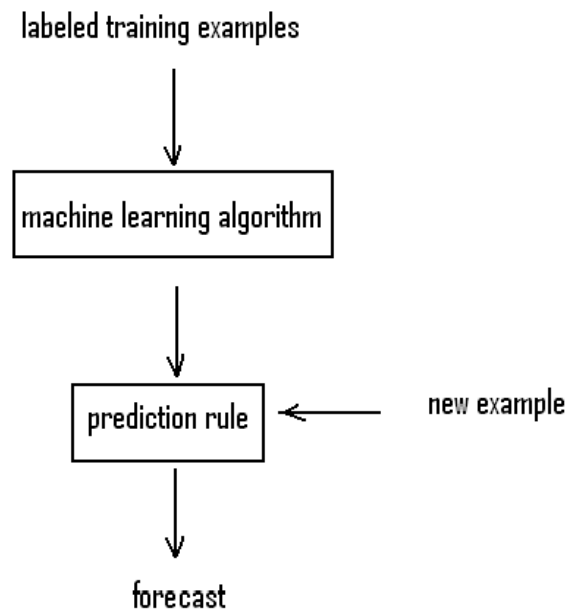 labeled training examples
machine learning algorithm
prediction rule
new example
forecast